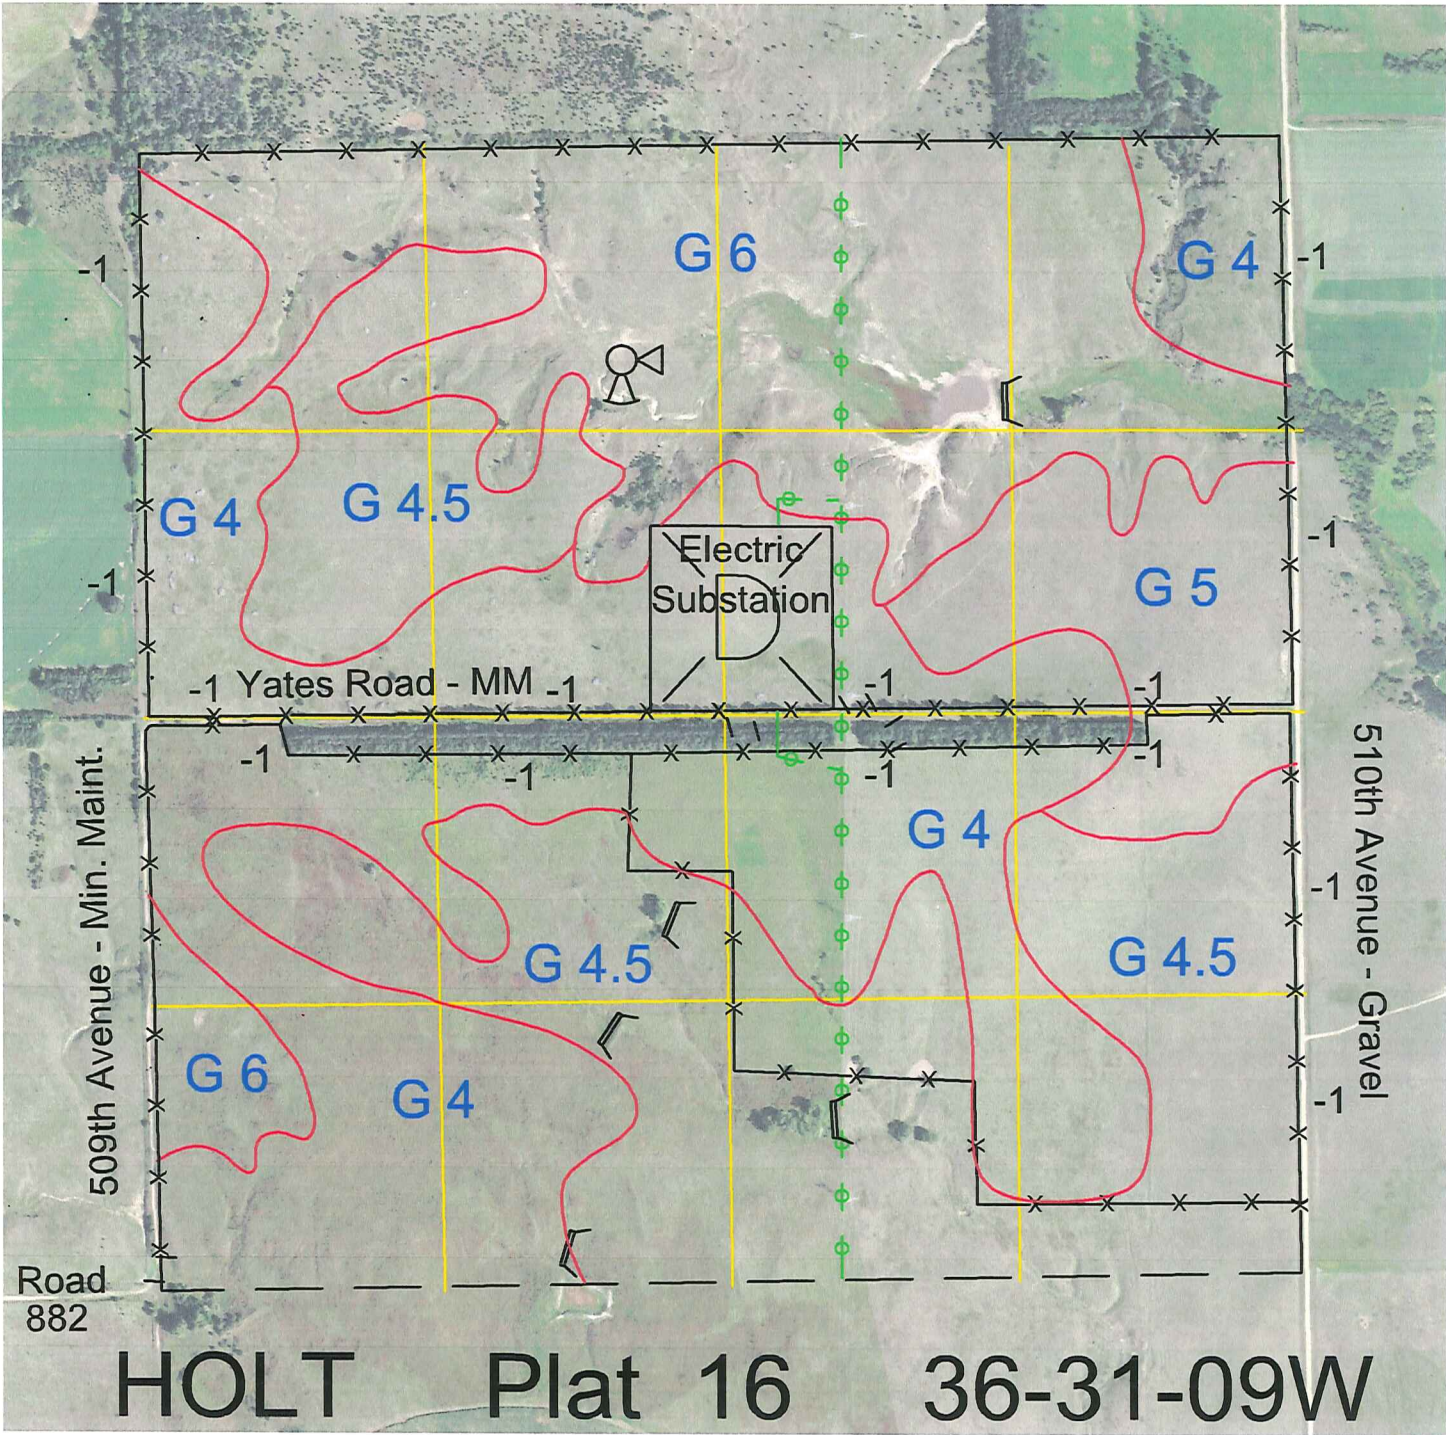 G 6
G 4
-1
-1
G 4
G 4.5
Electric
Substation
-1
G 5
-1
-1
Yates Road - MM
-1
-1
-1
-1
-1
-1
-1
G 4
509th Avenue - Min. Maint.
510th Avenue - Gravel
-1
G 4.5
G 4.5
G 6
G 4
-1
Road
882
HOLT Plat 16 36-31-09W